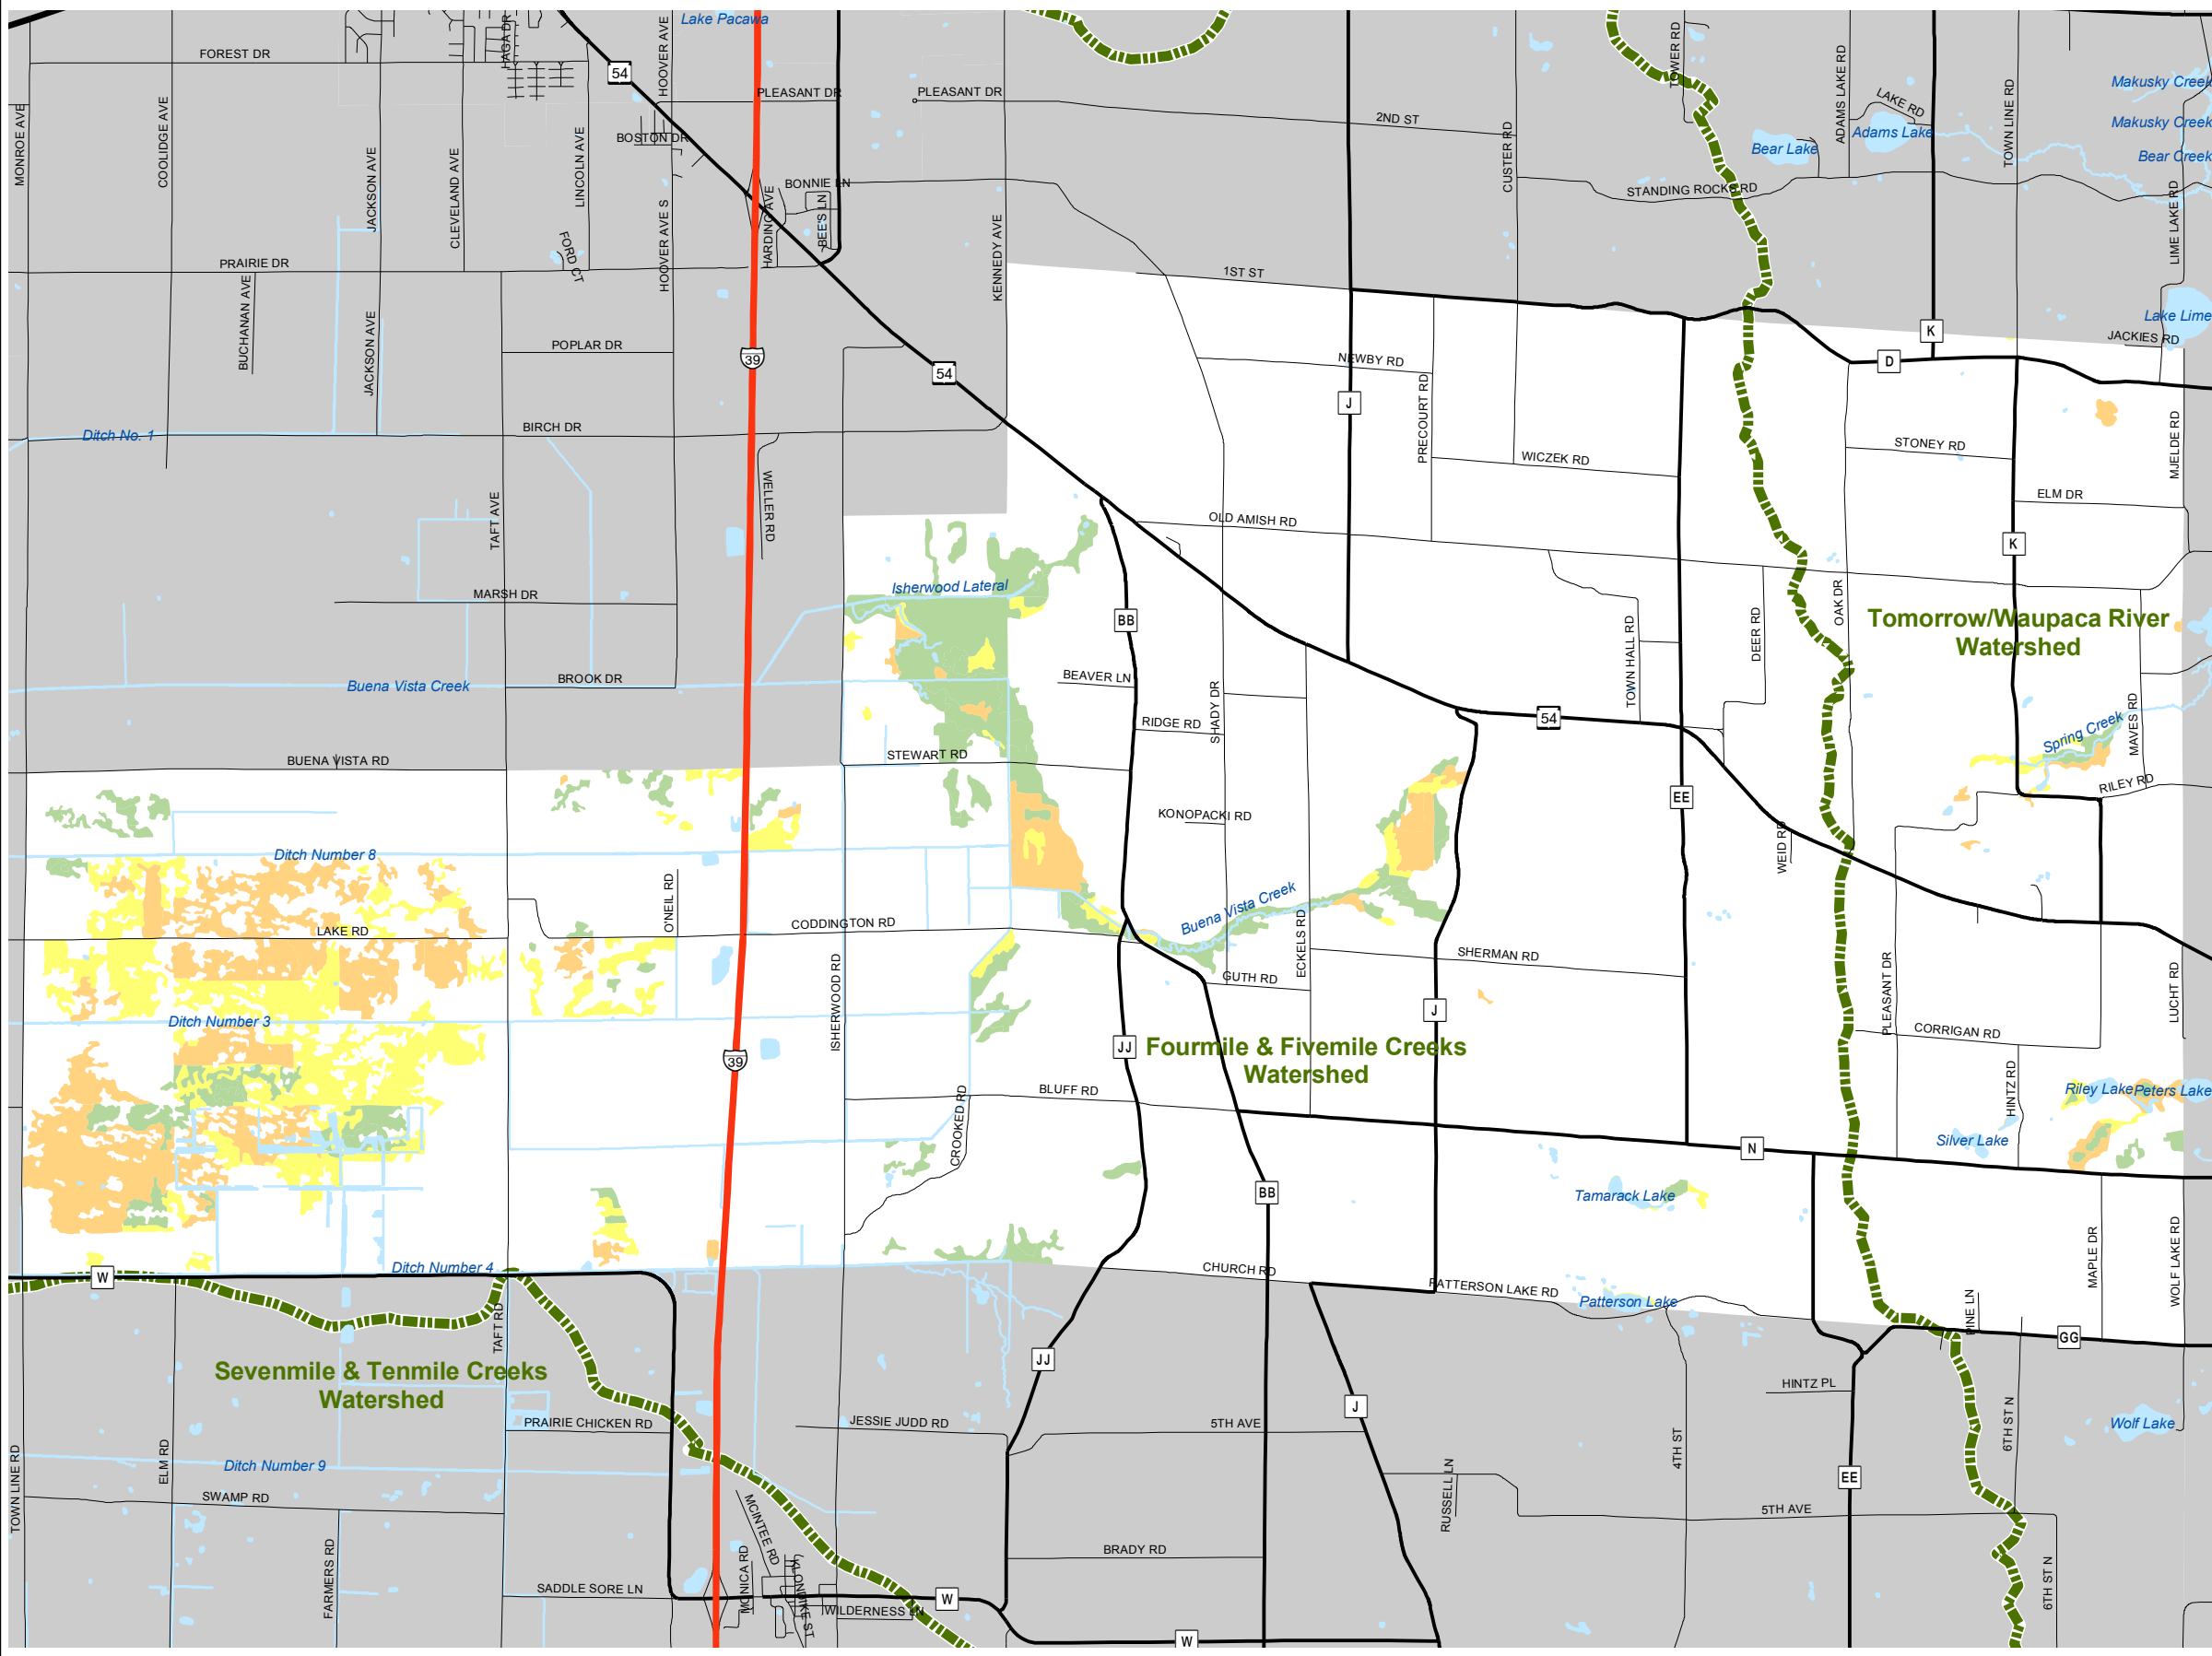 Lake Pacawa
FOREST DR
HAGA DR
54
HOOVER AVE
TOWER RD
ADAMS LAKE RD
TOWN LINE RD
Makusky Creek
PLEASANT DR
PLEASANT DR
LAKE RD
MONROE AVE
COOLIDGE AVE
2ND ST
Makusky Creek
Adams Lake
BOSTON DR
Bear Lake
Bear Creek
JACKSON AVE
CLEVELAND AVE
LINCOLN AVE
CUSTER RD
BONNIE LN
STANDING ROCKS RD
HOOVER AVE S
HARDING AVE
BEE'S LN
KENNEDY AVE
LIME LAKE RD
FORD CT
PRAIRIE DR
1ST ST
BUCHANAN AVE
JACKSON AVE
Lake Lime
K
JACKIES RD
POPLAR DR
39
NEWBY RD
D
54
J
PRECOURT RD
BIRCH DR
Ditch No. 1
STONEY RD
MJELDE RD
WICZEK RD
TAFT AVE
WELLER RD
ELM DR
OLD AMISH RD
K
MARSH DR
Isherwood Lateral
BB
TOWN HALL RD
DEER RD
OAK DR
Tomorrow/Waupaca River
Watershed
BEAVER LN
Buena Vista Creek
BROOK DR
SHADY DR
RIDGE RD
54
MAVES RD
Spring Creek
BUENA VISTA RD
STEWART RD
RILEY RD
EE
KONOPACKI RD
WEID RD
Ditch Number 8
O'NEIL RD
Buena Vista Creek
CODDINGTON RD
LAKE RD
ECKELS RD
SHERMAN RD
ISHERWOOD RD
GUTH RD
PLEASANT DR
LUCHT RD
J
Ditch Number 3
CORRIGAN RD
JJ
Fourmile & Fivemile Creeks
Watershed
39
BLUFF RD
HINTZ RD
Riley Lake
Peters Lake
CROOKED RD
N
Silver Lake
BB
Tamarack Lake
MAPLE DR
WOLF LAKE RD
Ditch Number 4
W
CHURCH RD
PATTERSON LAKE RD
Patterson Lake
PINE LN
TAFT RD
GG
JJ
Sevenmile & Tenmile Creeks
Watershed
HINTZ PL
J
PRAIRIE CHICKEN RD
JESSIE JUDD RD
5TH AVE
Wolf Lake
6TH ST N
4TH ST
ELM RD
TOWN LINE RD
Ditch Number 9
EE
RUSSELL LN
SWAMP RD
5TH AVE
MCINTEE RD
BRADY RD
FARMERS RD
MONICA RD
KLONDIKE ST
6TH ST N
SADDLE SORE LN
W
WILDERNESS LN
W